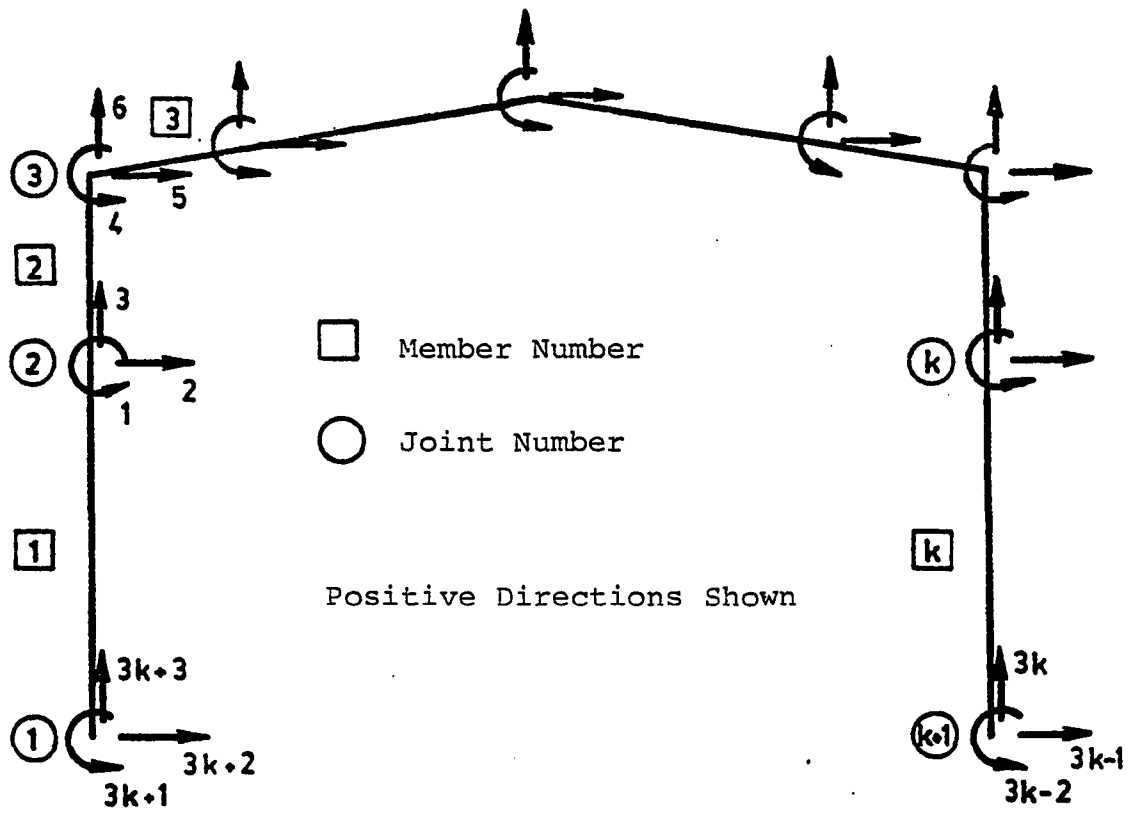 6
3
3
5
4
2
3
2
2
1
Member Number
k
Joint Number
1
k
Positive Directions Shown
3k+3
3k
1
3k+2
3k+1
k+1
3k-1
3k-2